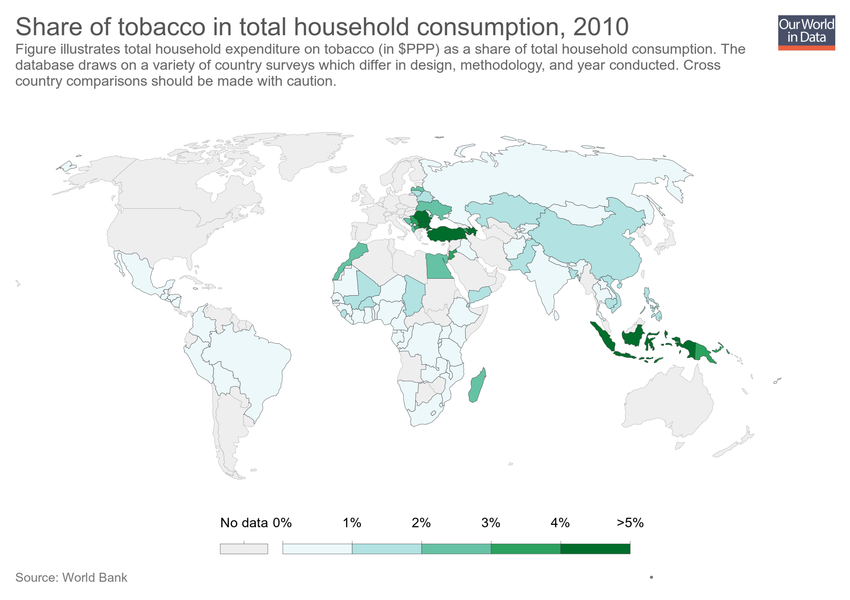 Share of tobacco in total household consumption, 2010
Our World
in Data
Figure illustrates total household expenditure on tobacco (in $PPP) as a share of total household consumption. The
database draws on a variety of country surveys which differ in design, methodology, and year conducted. Cross
country comparisons should be made with caution.
No data 0% 1% 2% 3% 4% >5%
Source: World Bank